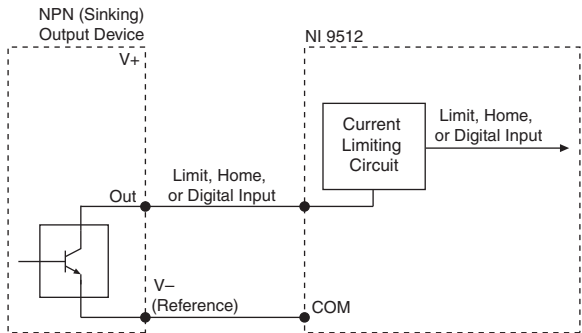 NPN (Sinking)
Output Device
V+
NI 9512
Current
Limiting
Circuit
Limit, Home,
or Digital Input
Limit, Home,
or Digital Input
Out
V–
(Reference)
COM